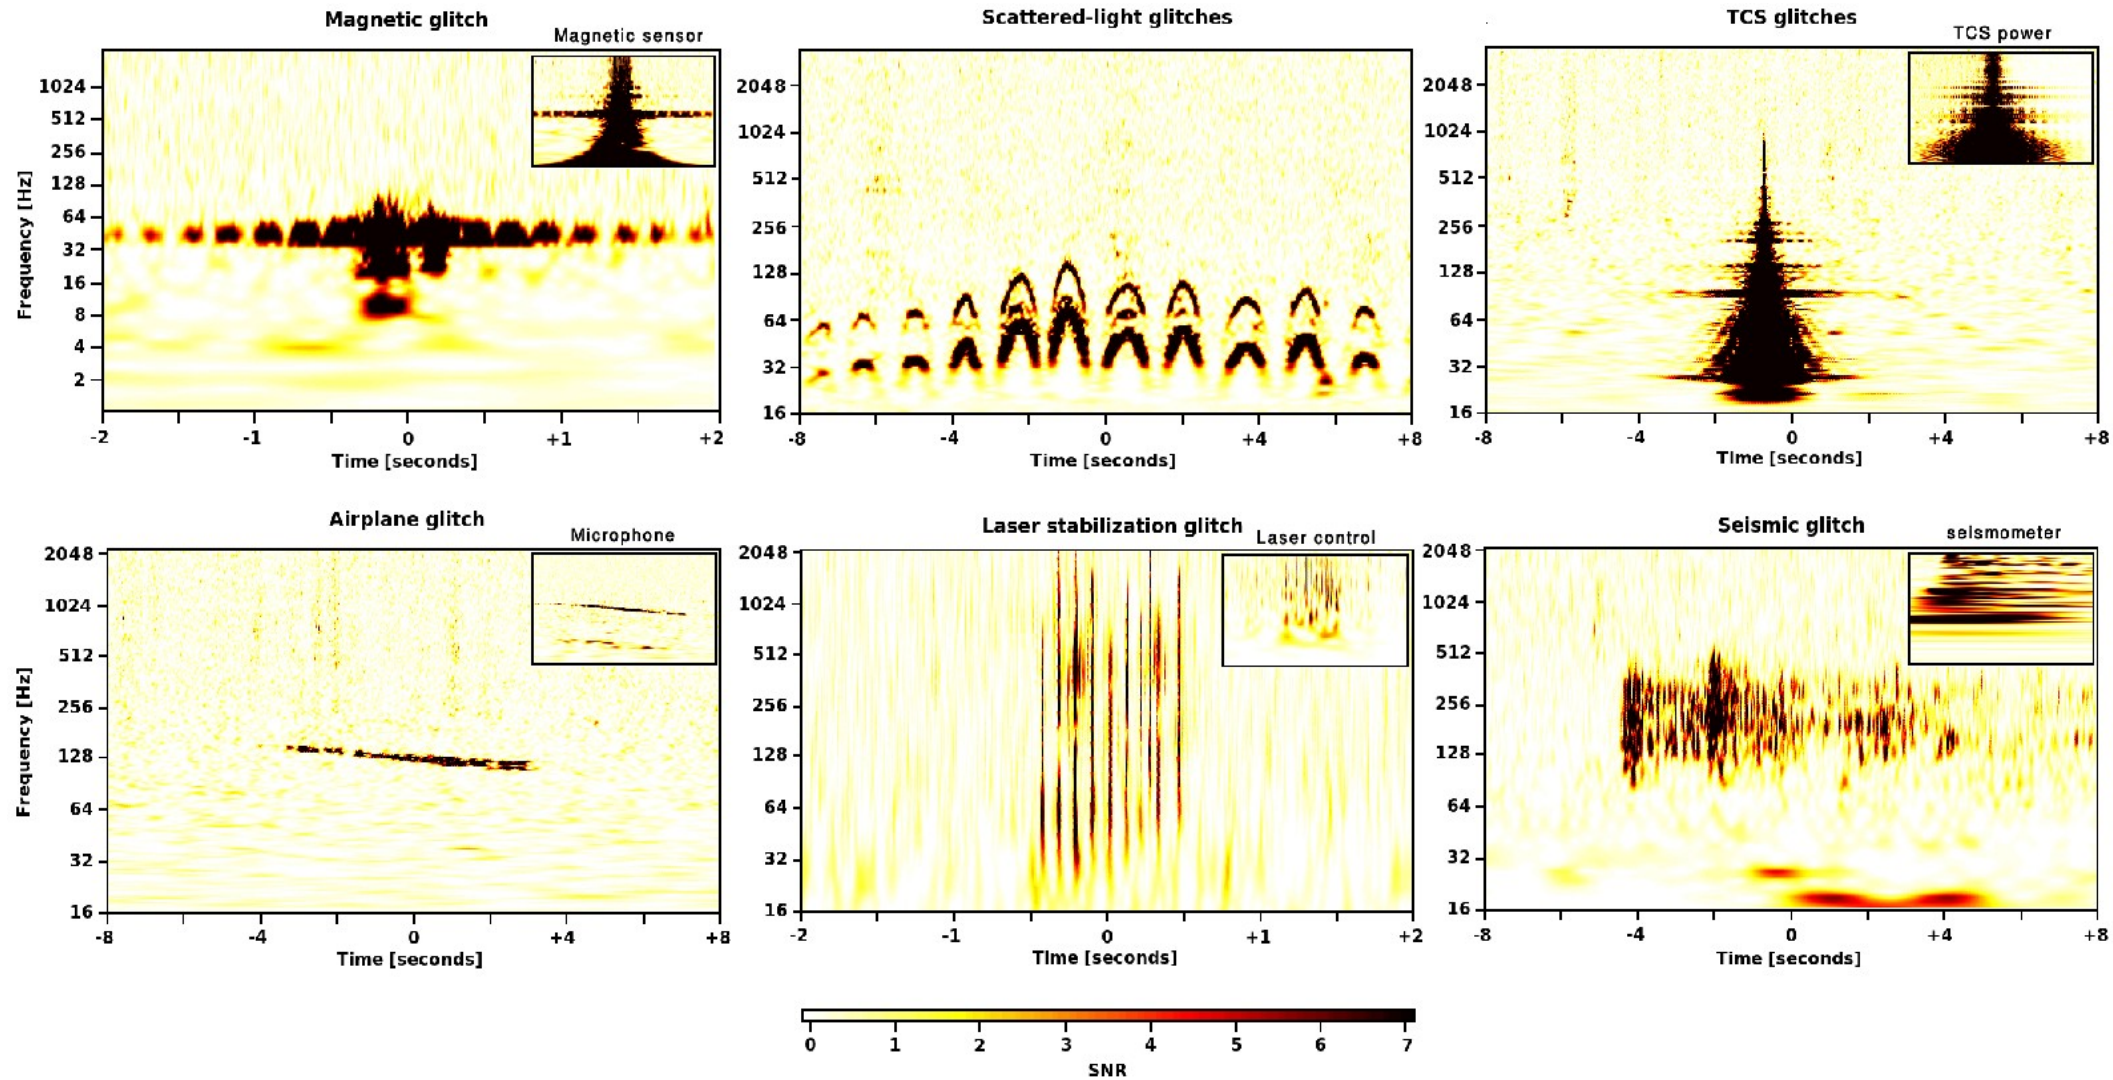 Magnetic glitch
Magnetic sensor
Frequency [Hz]
1024
512
256
128
64
32
16
8
4
2
-2 -1 0 +1 +2
Time [seconds]
Scattered-light glitches
2048
1024
512
256
128
64
32
16
-8 -4 0 +4 +8
Time [seconds]
TCS glitches
TCS power
2048
1024
512
256
128
64
32
16
-8 -4 0 +4 +8
Time [seconds]
Airplane glitch
Microphone
Frequency [Hz]
2048
1024
512
256
128
64
32
16
-8 -4 0 +4 +8
Time [seconds]
Laser stabilization glitch
Laser control
2048
1024
512
256
128
64
32
16
-2 -1 0 +1 +2
Time [seconds]
Seismic glitch
seismometer
2048
1024
512
256
128
64
32
16
-8 -4 0 +4 +8
Time [seconds]
0 1 2 3 4 5 6 7
SNR